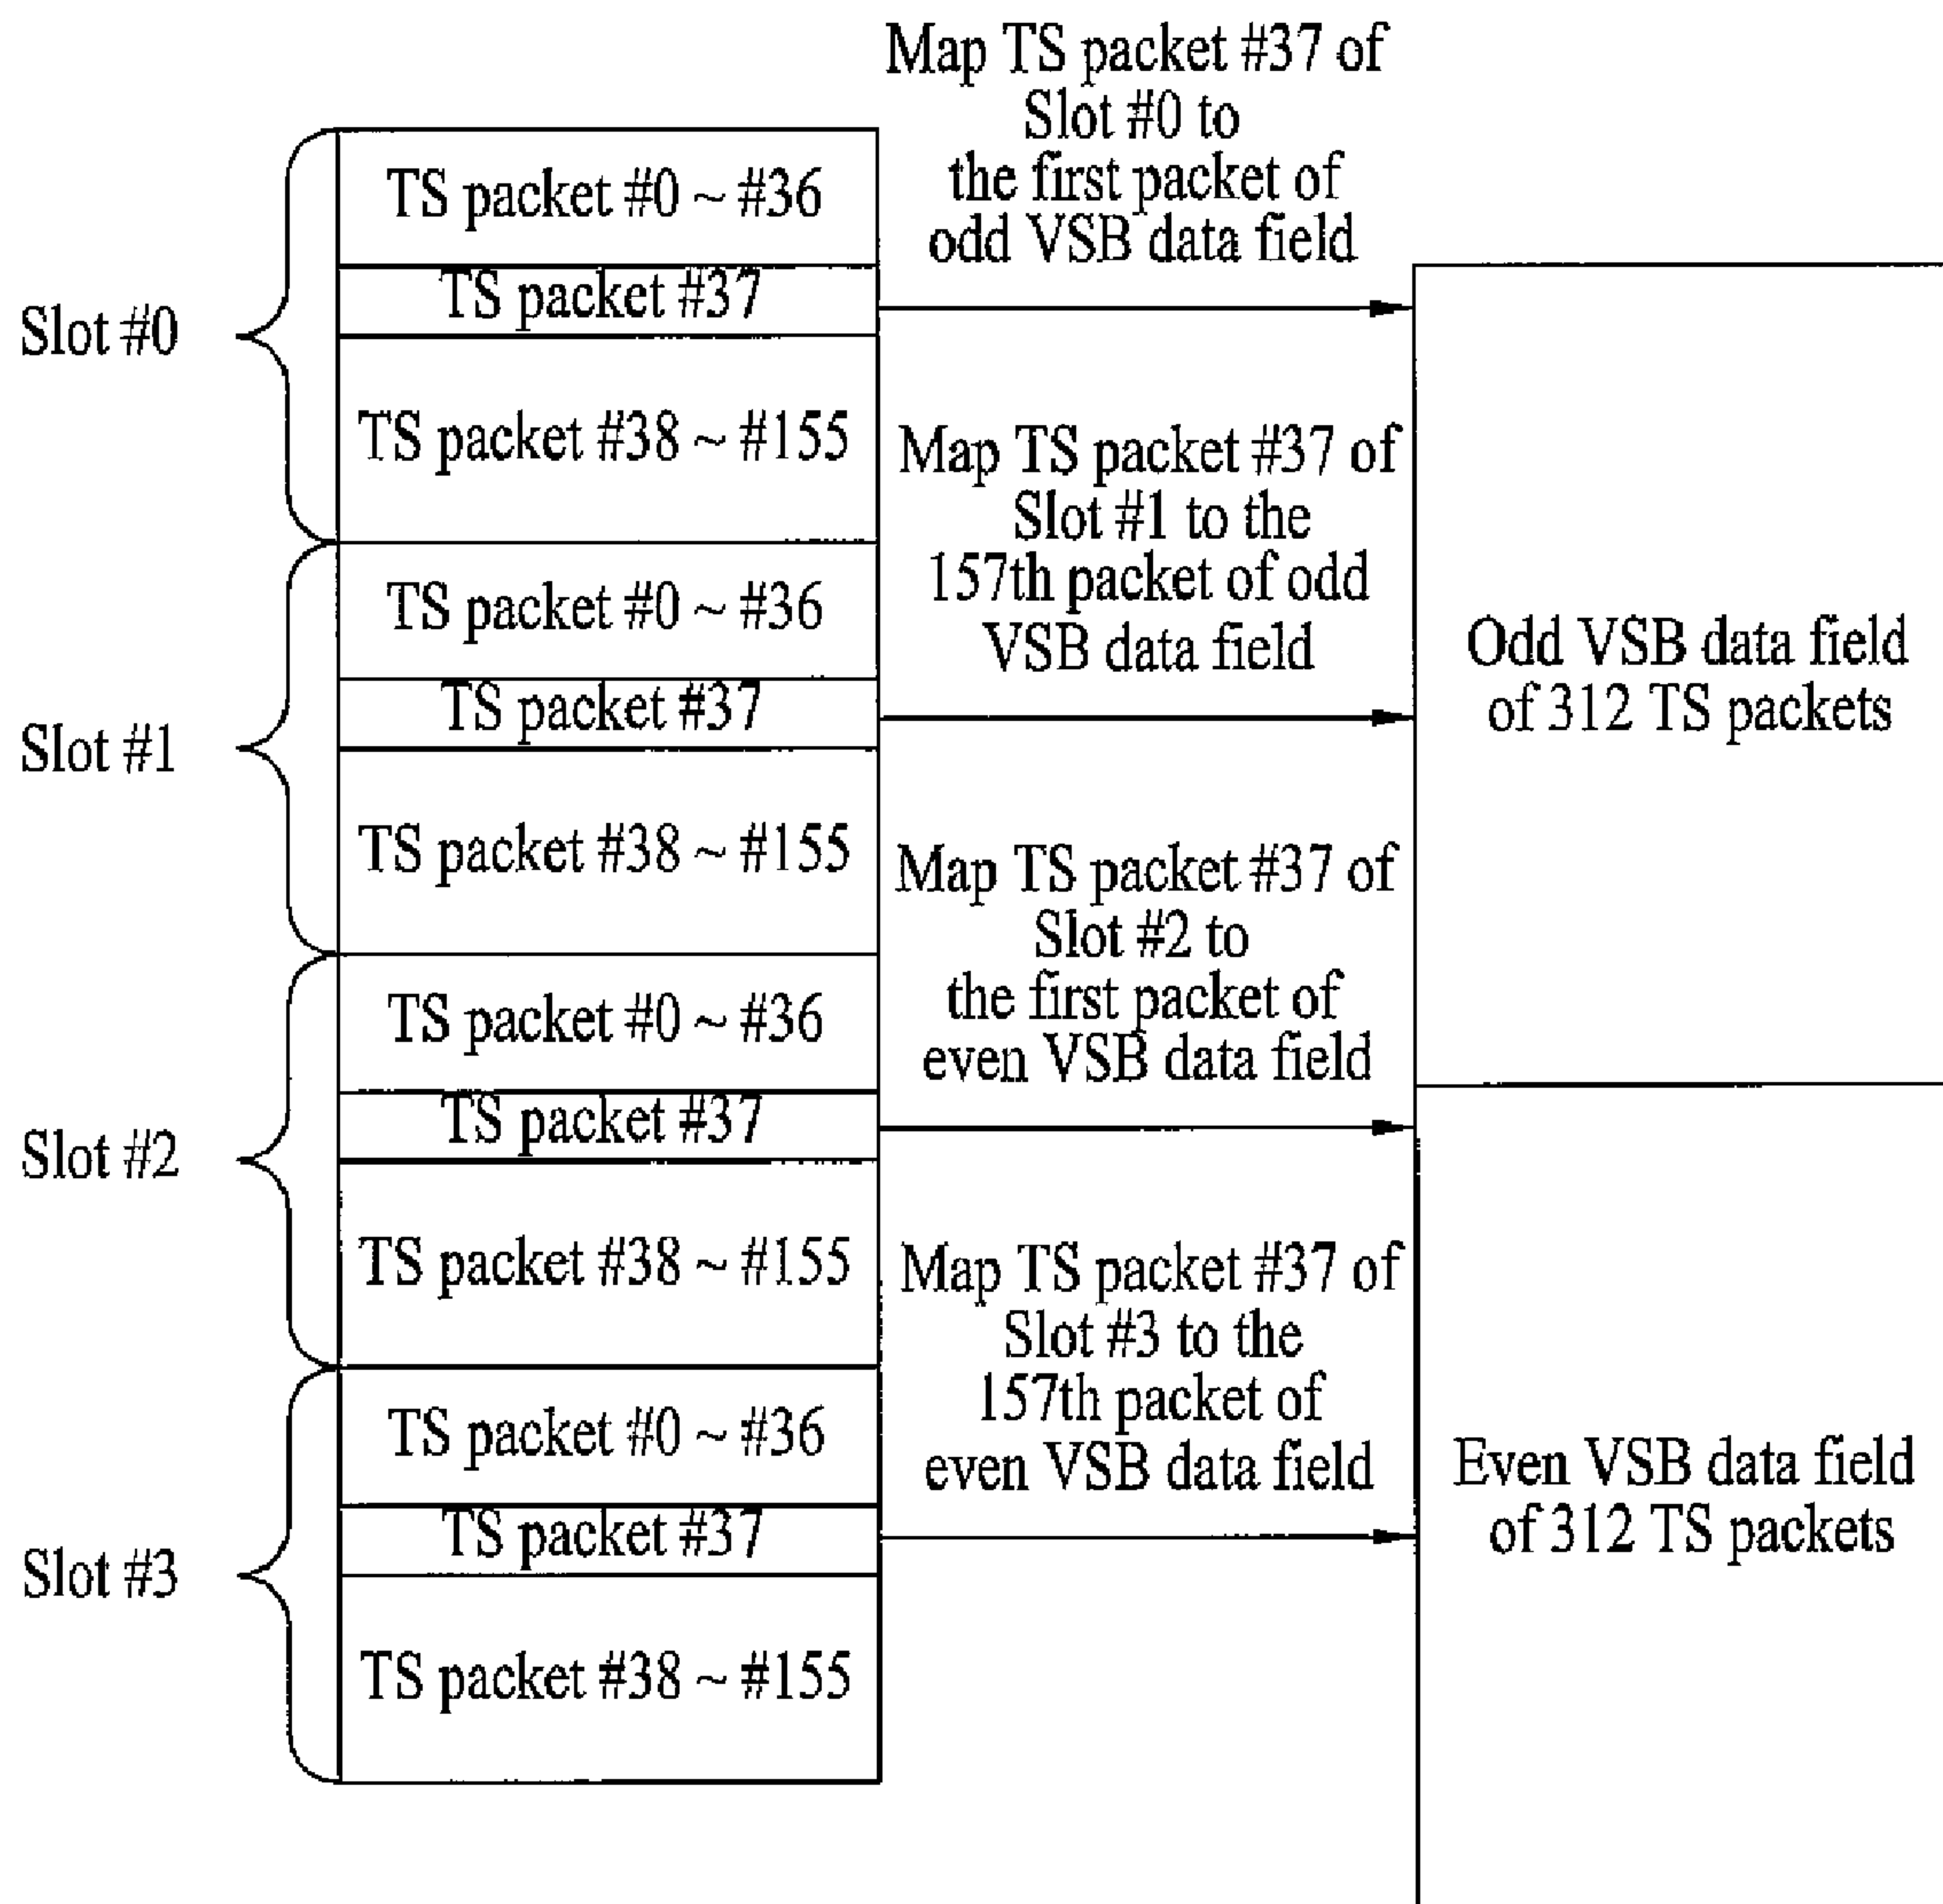 Map TS packet #37 of
Slot #0 to
the first packet of
odd VSB data field
Slot #0
TS packet #0 ~ #36
TS packet #37
TS packet #38 ~ #155
Map TS packet #37 of
Slot #1 to the
157th packet of odd
VSB data field
Slot #1
TS packet #0 ~ #36
TS packet #37
TS packet #38 ~ #155
Odd VSB data field
of 312 TS packets
Map TS packet #37 of
Slot #2 to
the first packet of
even VSB data field
Slot #2
TS packet #0 ~ #36
TS packet #37
TS packet #38 ~ #155
Map TS packet #37 of
Slot #3 to the
157th packet of
even VSB data field
Slot #3
TS packet #0 ~ #36
TS packet #37
TS packet #38 ~ #155
Even VSB data field
of 312 TS packets